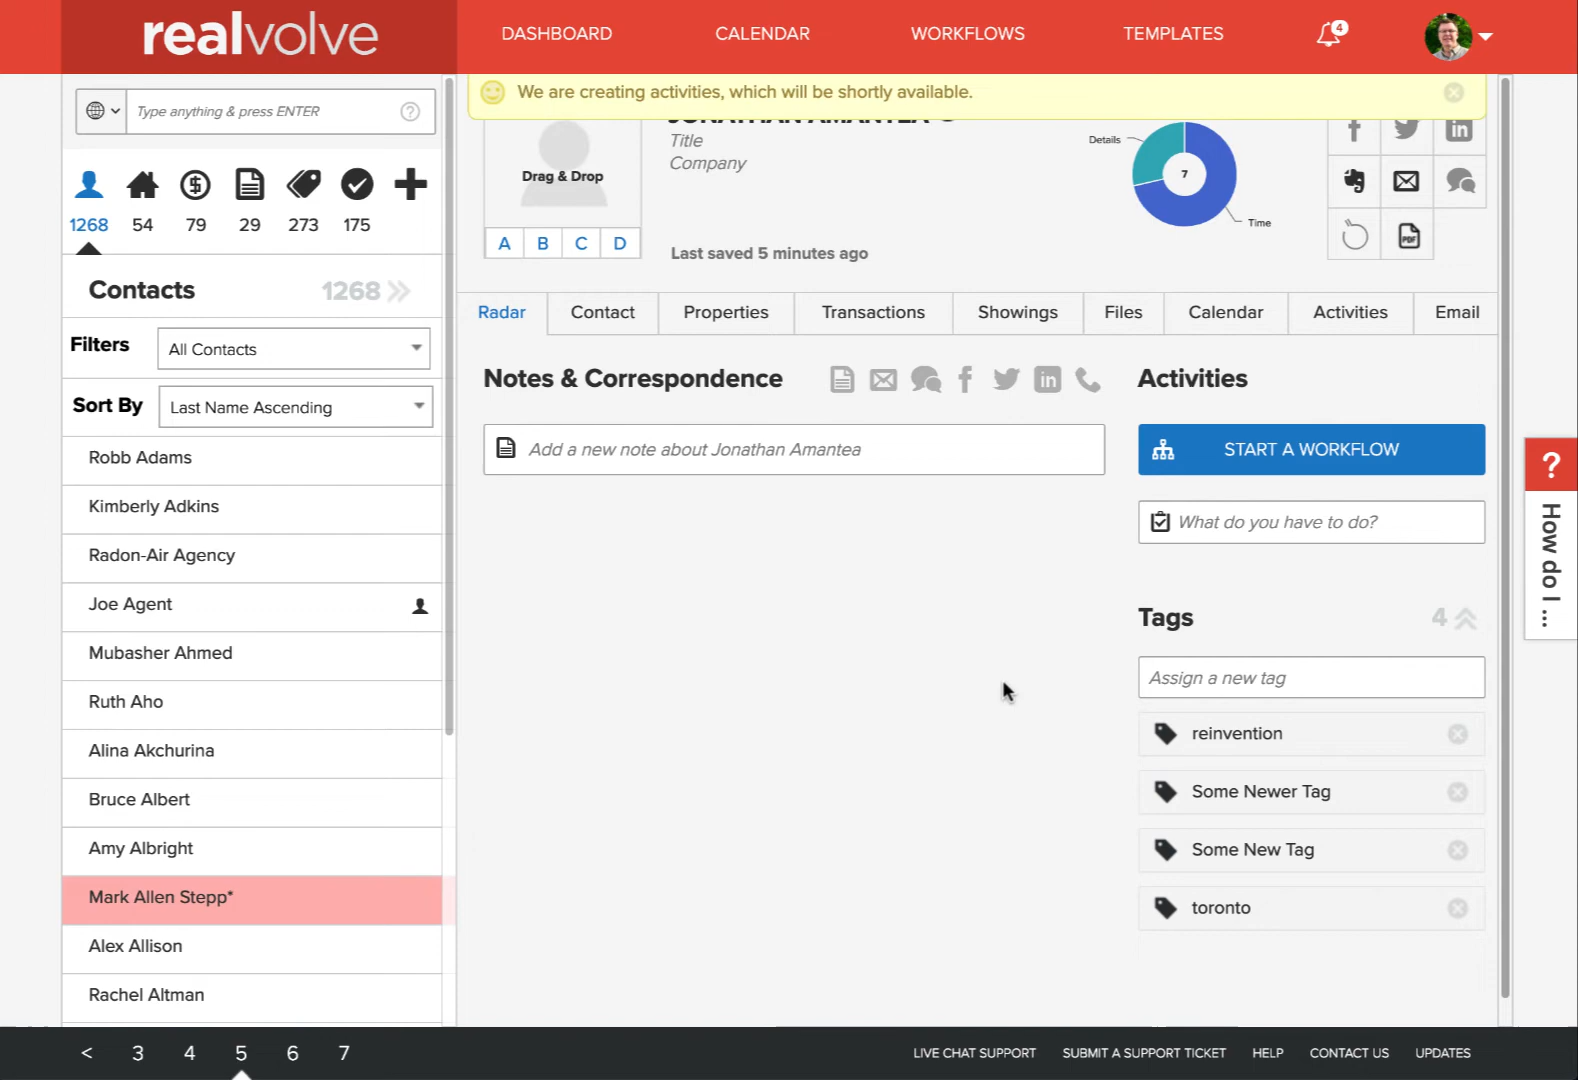 realvolve
DASHBOARD
CALENDAR
WORKFLOWS
TEMPLATES
4
Type anything & press ENTER
?
We are creating activities, which will be shortly available.
JONATHAN AMANTEA
Title
Company
Drag & Drop
A B C D
Last saved 5 minutes ago
Details
7
Time
PDF
1268 54 79 29 273 175
Contacts 1268
Filters All Contacts
Sort By Last Name Ascending
Robb Adams
Kimberly Adkins
Radon-Air Agency
Joe Agent
Mubasher Ahmed
Ruth Aho
Alina Akchurina
Bruce Albert
Amy Albright
Mark Allen Stepp*
Alex Allison
Rachel Altman
Radar Contact Properties Transactions Showings Files Calendar Activities Email
Notes & Correspondence
Add a new note about Jonathan Amantea
Activities
START A WORKFLOW
What do you have to do?
Tags 4
Assign a new tag
reinvention
Some Newer Tag
Some New Tag
toronto
?
How do I ...
< 3 4 5 6 7
LIVE CHAT SUPPORT SUBMIT A SUPPORT TICKET HELP CONTACT US UPDATES